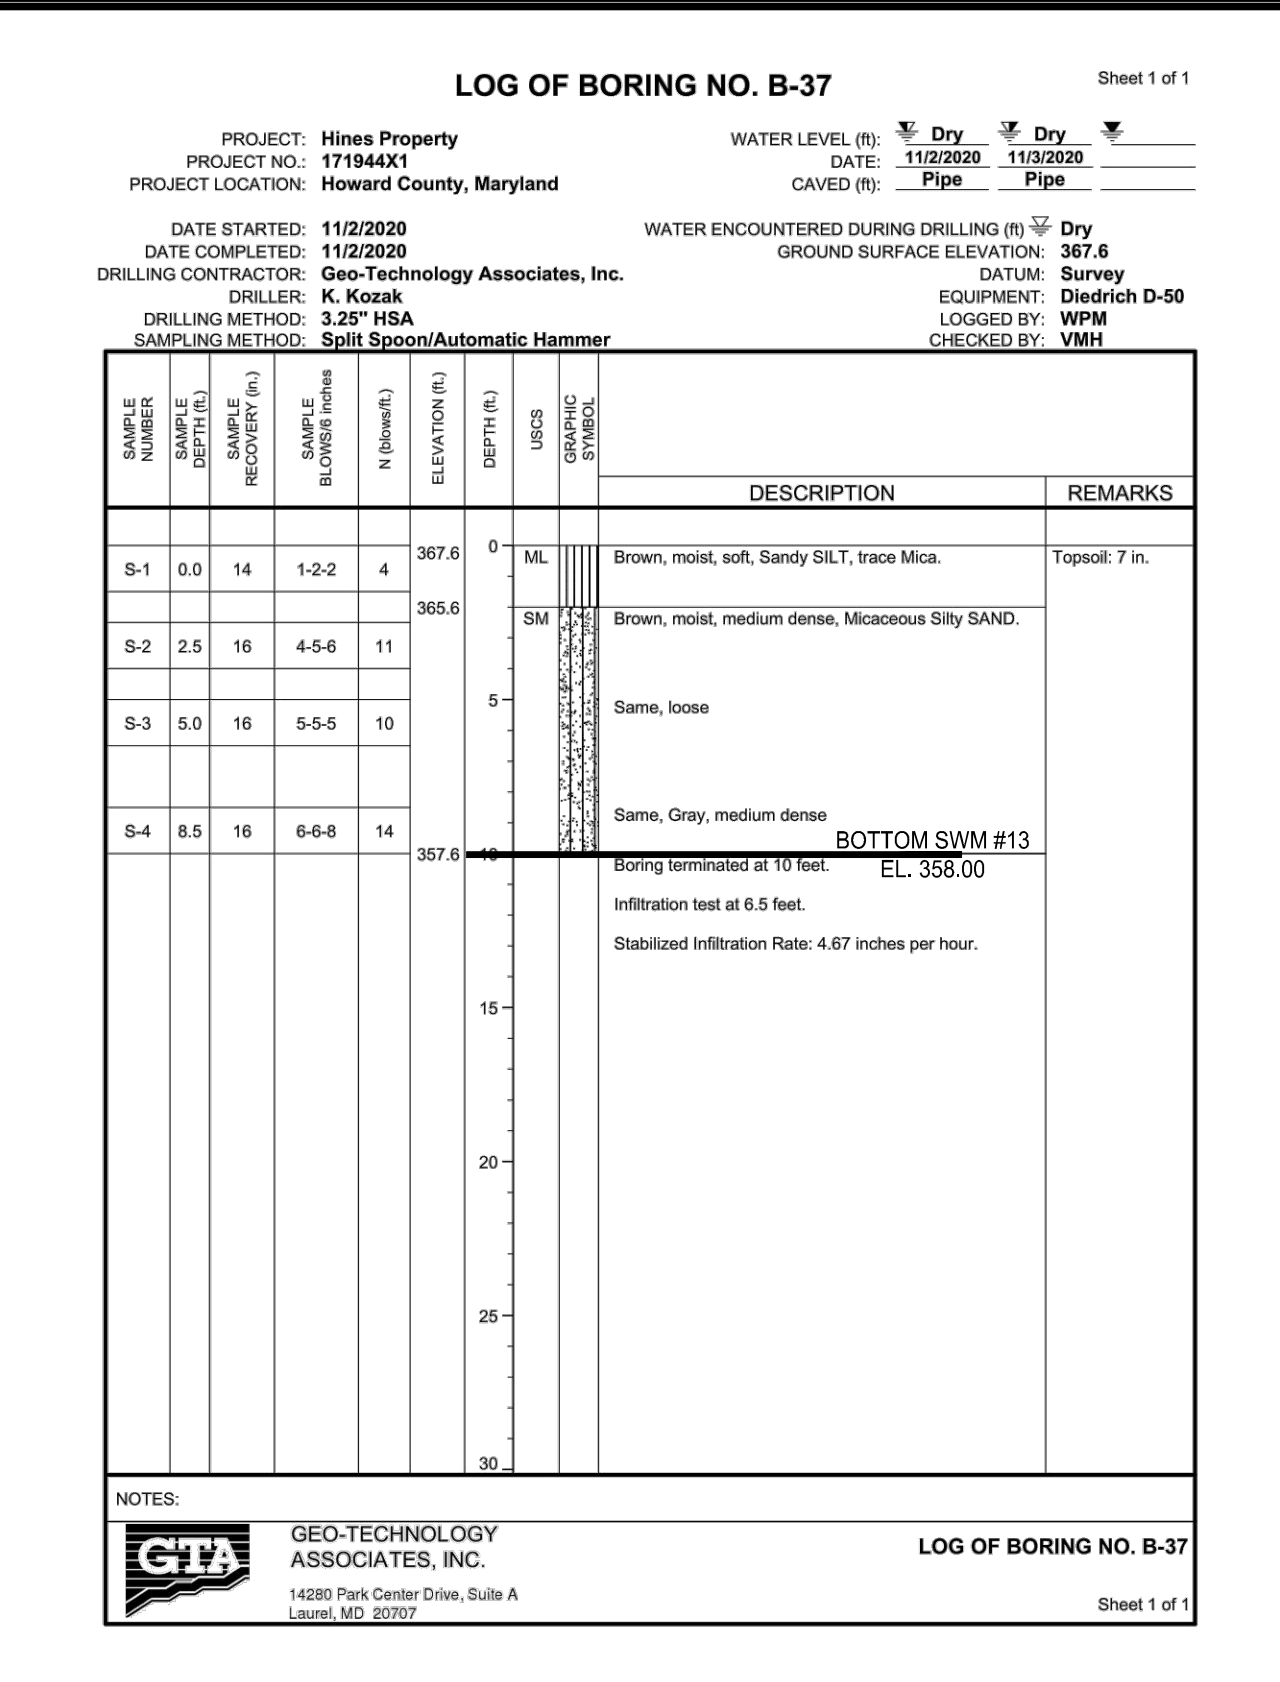 LOG OF BORING NO. B-37
Sheet 1 of 1
PROJECT: Hines Property
PROJECT NO.: 171944X1
PROJECT LOCATION: Howard County, Maryland
WATER LEVEL (ft): Dry Dry
DATE: 11/2/2020 11/3/2020
CAVED (ft): Pipe Pipe
DATE STARTED: 11/2/2020
DATE COMPLETED: 11/2/2020
DRILLING CONTRACTOR: Geo-Technology Associates, Inc.
DRILLER: K. Kozak
DRILLING METHOD: 3.25" HSA
SAMPLING METHOD: Split Spoon/Automatic Hammer
WATER ENCOUNTERED DURING DRILLING (ft) Dry
GROUND SURFACE ELEVATION: 367.6
DATUM: Survey
EQUIPMENT: Diedrich D-50
LOGGED BY: WPM
CHECKED BY: VMH
SAMPLE NUMBER
SAMPLE DEPTH (ft.)
SAMPLE RECOVERY (in.)
SAMPLE BLOWS/6 inches
N (blows/ft.)
ELEVATION (ft.)
DEPTH (ft.)
USCS
GRAPHIC SYMBOL
DESCRIPTION
REMARKS
367.6 0 ML Brown, moist, soft, Sandy SILT, trace Mica. Topsoil: 7 in.
S-1 0.0 14 1-2-2 4
365.6 SM Brown, moist, medium dense, Micaceous Silty SAND.
S-2 2.5 16 4-5-6 11
5 Same, loose
S-3 5.0 16 5-5-5 10
Same, Gray, medium dense
S-4 8.5 16 6-6-8 14
BOTTOM SWM #13
357.6 10
Boring terminated at 10 feet.
EL. 358.00
Infiltration test at 6.5 feet.
Stabilized Infiltration Rate: 4.67 inches per hour.
15
20
25
30
NOTES:
GTA
GEO-TECHNOLOGY
ASSOCIATES, INC.
14280 Park Center Drive, Suite A
Laurel, MD 20707
LOG OF BORING NO. B-37
Sheet 1 of 1